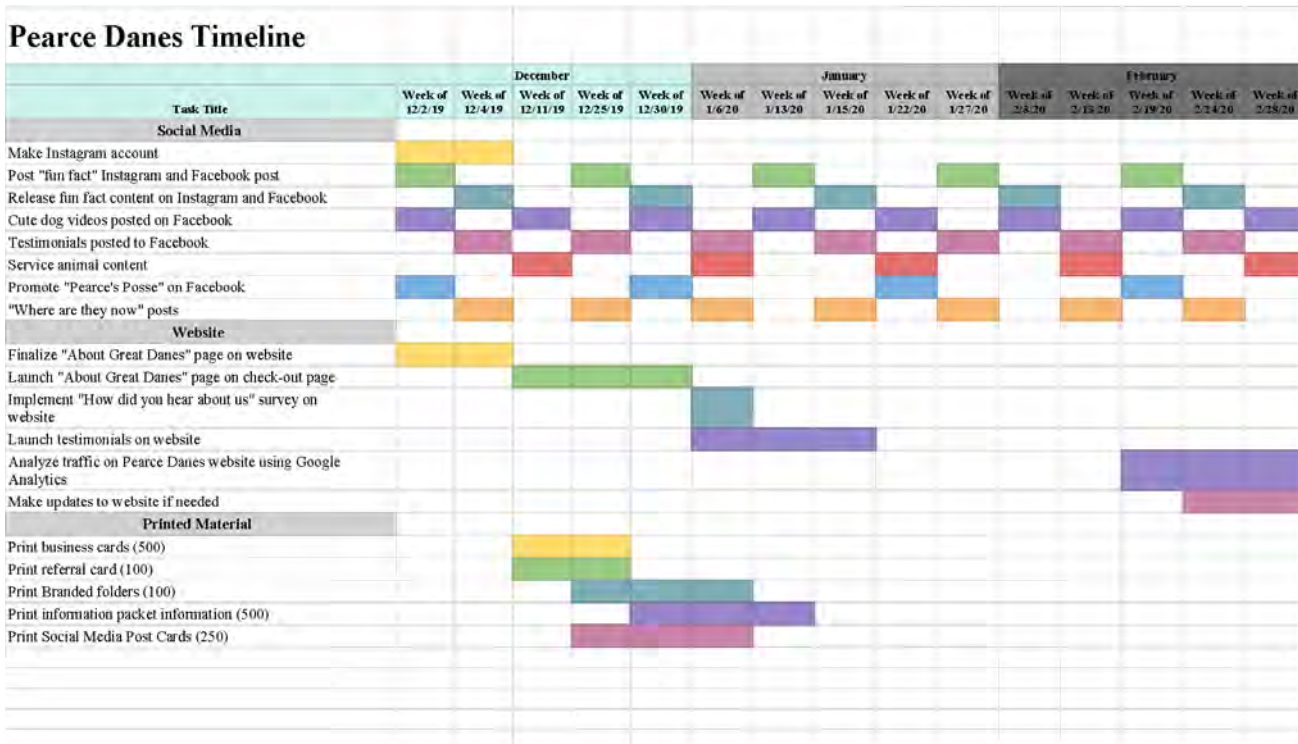 Pearce Danes Timeline
December January February
Task Title Week of 12/2/19 Week of 12/4/19 Week of 12/11/19 Week of 12/25/19 Week of 12/30/19 Week of 1/6/20 Week of 1/13/20 Week of 1/15/20 Week of 1/22/20 Week of 1/27/20 Week of Week of Week of 2/19/20 Week of 2/24/20 Week of 2/28/20
Social Media
Make Instagram account
Post "fun fact" Instagram and Facebook post
Release fun fact content on Instagram and Facebook
Cute dog videos posted on Facebook
Testimonials posted to Facebook
Service animal content
Promote "Pearce's Posse" on Facebook
"Where are they now" posts
Website
Finalize "About Great Danes" page on website
Launch "About Great Danes" page on check-out page
Implement "How did you hear about us" survey on
website
Launch testimonials on website
Analyze traffic on Pearce Danes website using Google
Analytics
Make updates to website if needed
Printed Material
Print business cards (500)
Print referral card (100)
Print Branded folders (100)
Print information packet information (500)
Print Social Media Post Cards (250)